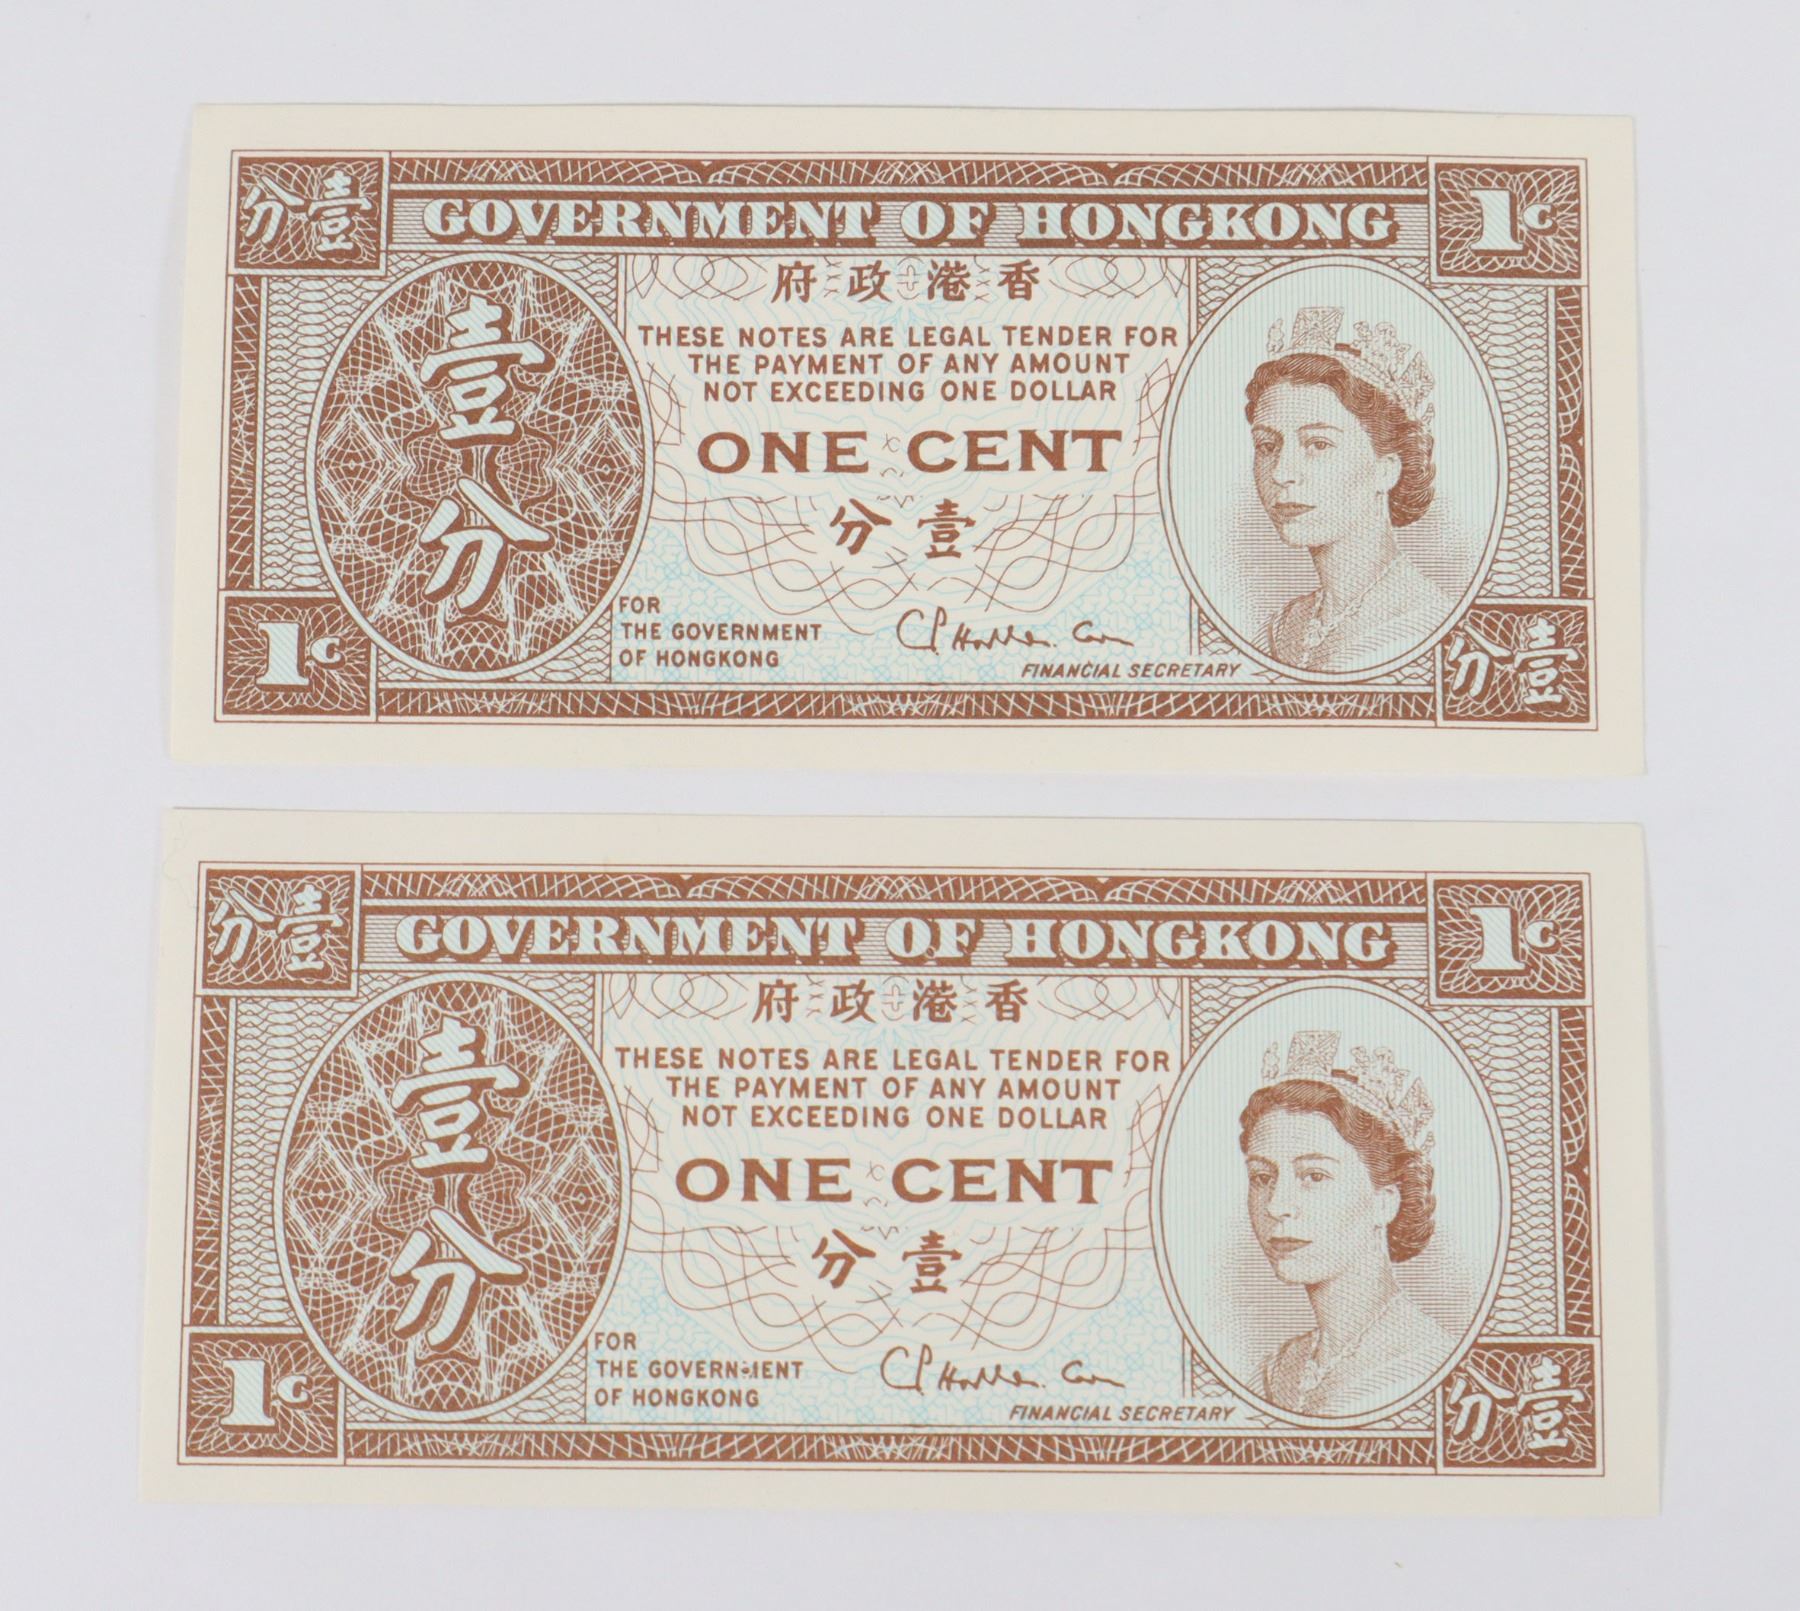 分壹
GOVERNMENT OF HONGKONG
1C
府政港香
THESE NOTES ARE LEGAL TENDER FOR
THE PAYMENT OF ANY AMOUNT
NOT EXCEEDING ONE DOLLAR
壹
分
ONE CENT
分壹
FOR
THE GOVERNMENT
OF HONGKONG
FINANCIAL SECRETARY
1C
分壹
分壹
GOVERNMENT OF HONGKONG
1C
府政港香
THESE NOTES ARE LEGAL TENDER FOR
THE PAYMENT OF ANY AMOUNT
NOT EXCEEDING ONE DOLLAR
壹
分
ONE CENT
分壹
FOR
THE GOVERNMENT
OF HONGKONG
FINANCIAL SECRETARY
1C
分壹